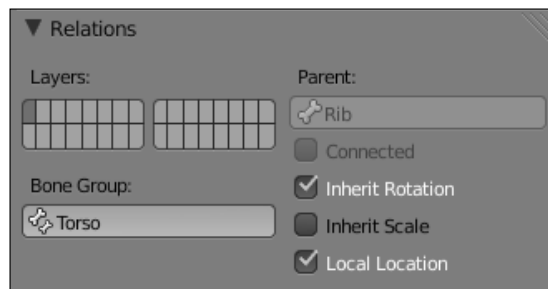 Relations
Layers:
Parent:
Rib
Connected
Bone Group:
Inherit Rotation
Torso
Inherit Scale
Local Location